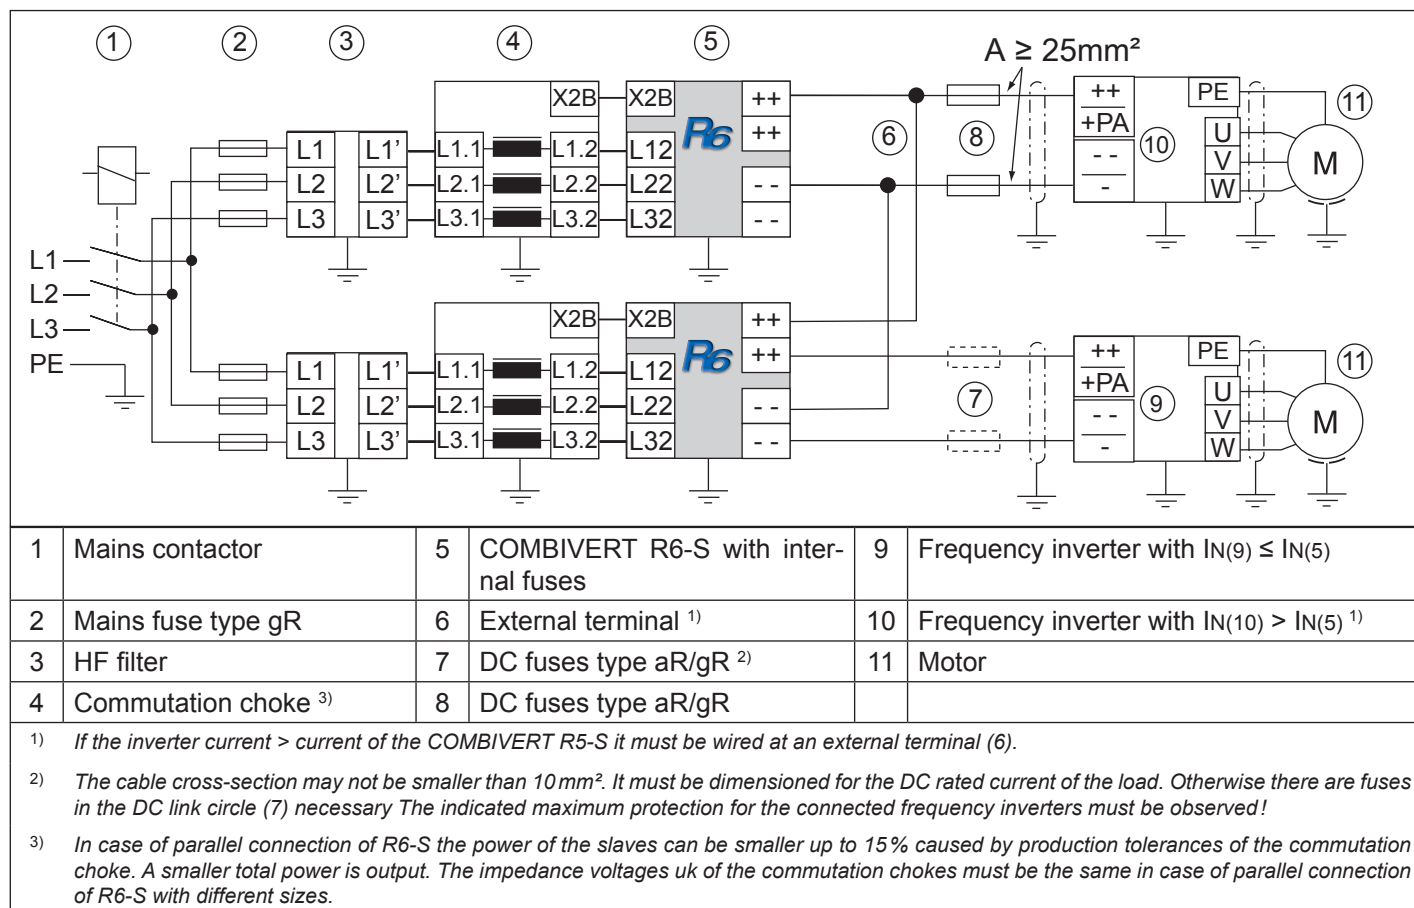 1 2 3 4 5 A ≥ 25mm²
X2B X2B ++ ++ PE 11
R6 ++ 6 8 +PA 10 U
L1 L1' L1.1 L1.2 L12 - - V M
L2 L2' L2.1 L2.2 L22 - - - W
L3 L3' L3.1 L3.2 L32 - -
L1
L2
L3
PE
X2B X2B ++ ++ PE 11
R6 ++ +PA U
L1 L1' L1.1 L1.2 L12 7 9 V M
L2 L2' L2.1 L2.2 L22 - - - - W
L3 L3' L3.1 L3.2 L32 - - -
1 Mains contactor 5 COMBIVERT R6-S with inter- 9 Frequency inverter with IN(9) ≤ IN(5)
nal fuses
2 Mains fuse type gR 6 External terminal 1) 10 Frequency inverter with IN(10) > IN(5) 1)
3 HF filter 7 DC fuses type aR/gR 2) 11 Motor
4 Commutation choke 3) 8 DC fuses type aR/gR
1) If the inverter current > current of the COMBIVERT R5-S it must be wired at an external terminal (6).
2) The cable cross-section may not be smaller than 10 mm². It must be dimensioned for the DC rated current of the load. Otherwise there are fuses
in the DC link circle (7) necessary The indicated maximum protection for the connected frequency inverters must be observed!
3) In case of parallel connection of R6-S the power of the slaves can be smaller up to 15% caused by production tolerances of the commutation
choke. A smaller total power is output. The impedance voltages uk of the commutation chokes must be the same in case of parallel connection
of R6-S with different sizes.